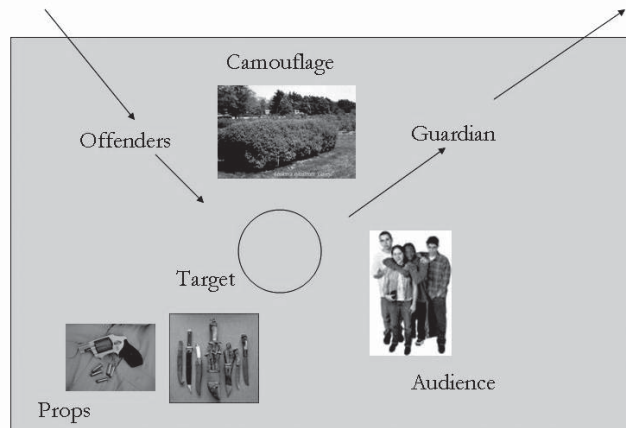 Camouflage
Offenders
Guardian
Target
Audience
Props